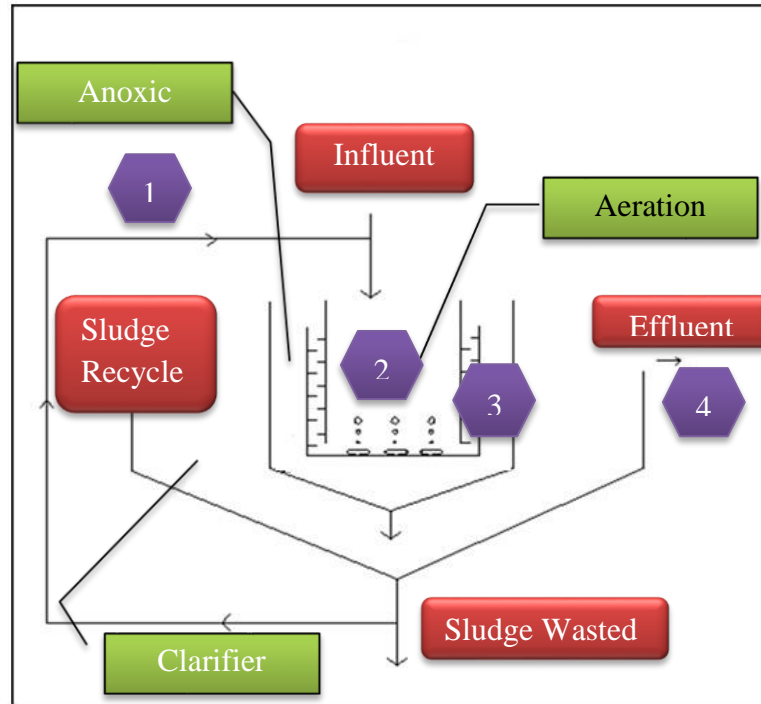 Anoxic
Influent
1
Aeration
Sludge
Recycle
2
Effluent
3
4
Sludge Wasted
Clarifier